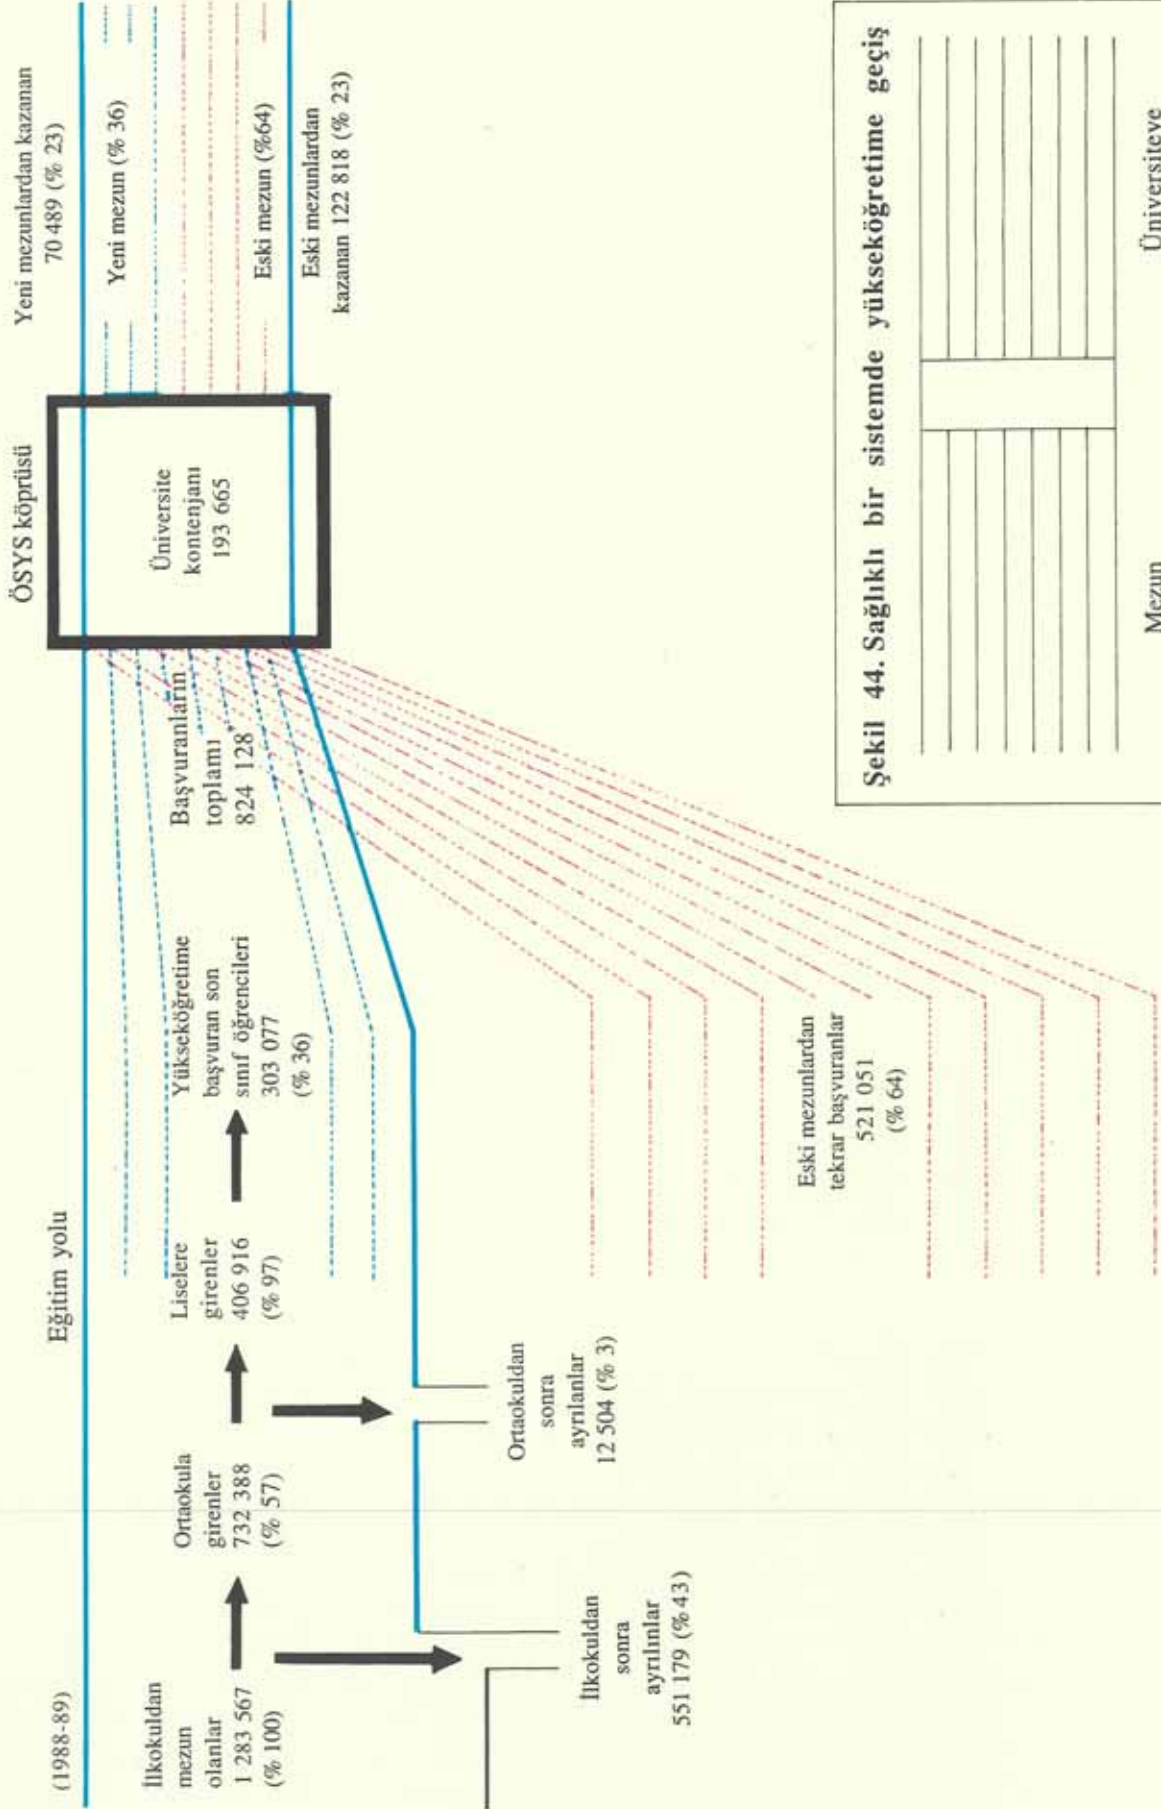 (1988-89)
Eğitim yolu
ÖSYS köprüsü
Yeni mezunlardan kazanan
70 489 (% 23)
İlkokuldan
mezun
olanlar
1 283 567
(% 100)
Ortaokula
girenler
732 388
(% 57)
Liselere
girenler
406 916
(% 97)
Yükseköğretime
başvuran son
sınıf öğrencileri
303 077
(% 36)
Başvuranların
toplamı
824 128
Üniversite
kontenjanı
193 665
Yeni mezun (% 36)
Eski mezun (%64)
Eski mezunlardan
kazanan 122 818 (% 23)
İlkokuldan
sonra
ayrılınlar
551 179 (% 43)
Ortaokuldan
sonra
ayrılanlar
12 504 (% 3)
Eski mezunlardan
tekrar başvuranlar
521 051
(% 64)
Şekil 44. Sağlıklı bir sistemde yükseköğretime geçiş
Mezun
Üniversiteye